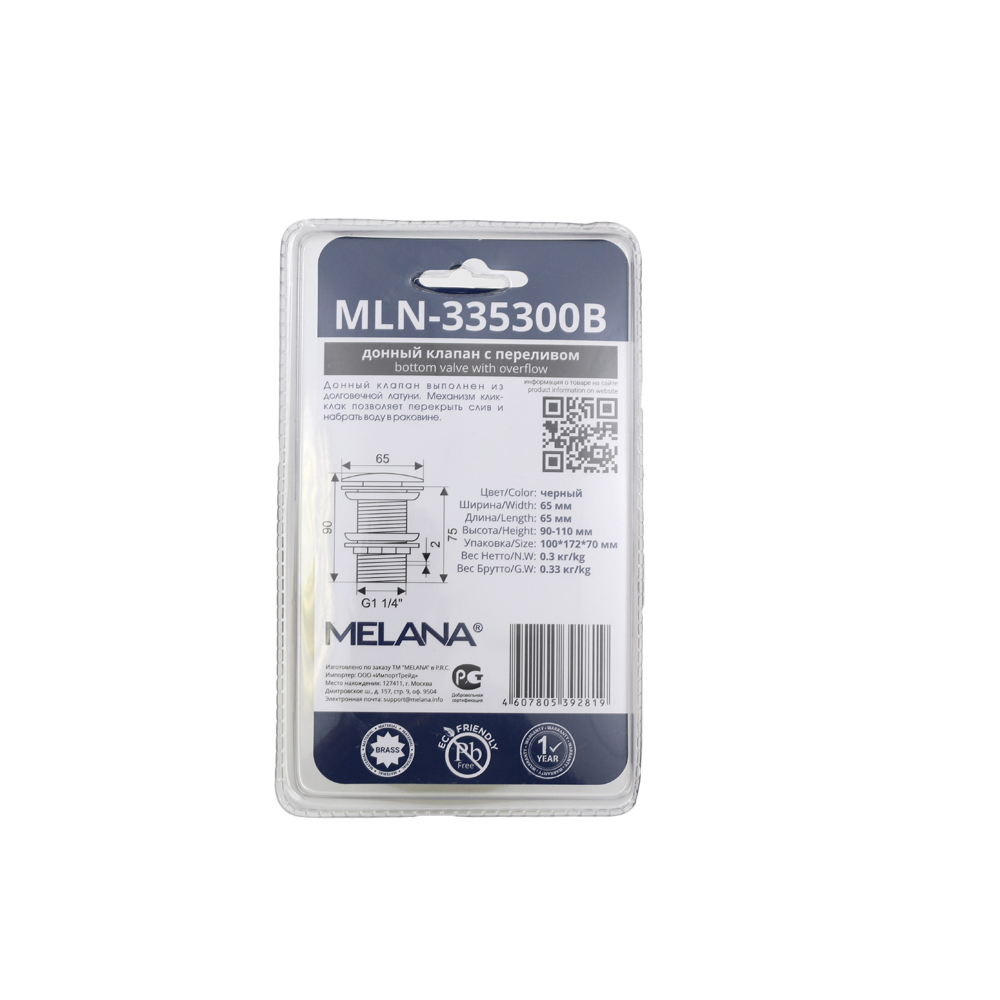 MLN-335300B
донный клапан с переливом
bottom valve with overflow
Донный клапан выполнен из
долговечной латуни. Механизм клик-
клак позволяет перекрыть слив и
набрать воду в раковине.
информация о товаре на сайте
product information on website
65
90
75
2
G1 1/4"
Цвет/Color: черный
Ширина/Width: 65 мм
Длина/Length: 65 мм
Высота/Height: 90-110 мм
Упаковка/Size: 100*172*70 мм
Вес Нетто/N.W: 0.3 кг/kg
Вес Брутто/G.W: 0.33 кг/kg
MELANA®
Изготовлено по заказу ТМ "MELANA" в P.R.C.
Импортер: ООО «ИмпортТрейд»
Место нахождения: 127411, г. Москва
Дмитровское ш., д. 157, стр. 9, оф. 9504
Электронная почта: support@melana.info
Добровольная
сертификация
4 607805 392819
MATERIAL
BRASS
ECO FRIENDLY
Pb
Free
WARRANTY
1
YEAR